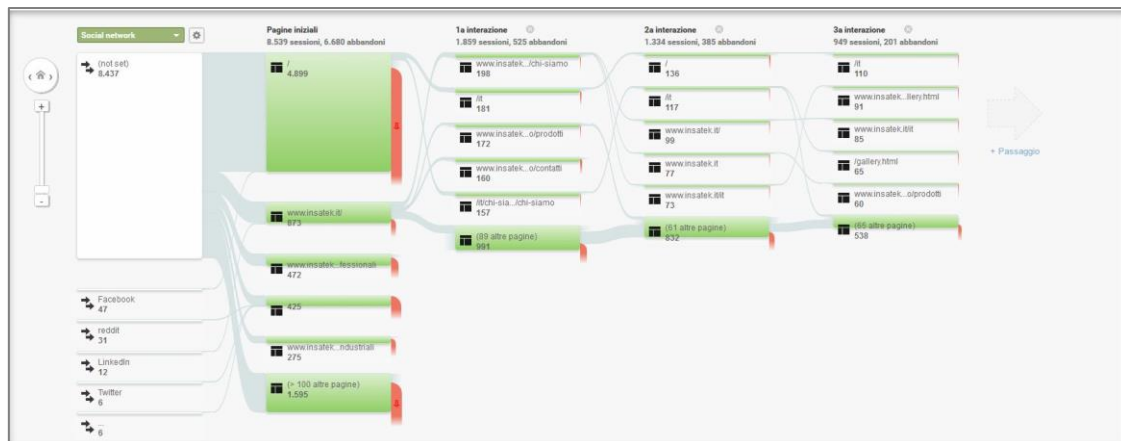 Social network
(not set)
8.437
Facebook
47
reddit
31
LinkedIn
12
Twitter
6
...
6
Pagine iniziali
8.539 sessioni, 6.680 abbandoni
/
4.899
www.insatek.it/
873
www.insatek...fessionali
472
425
www.insatek...ndustriali
275
(> 100 altre pagine)
1.595
1a interazione
1.859 sessioni, 525 abbandoni
www.insatek.../chi-siamo
198
/it
181
www.insatek...o/prodotti
172
www.insatek...o/contatti
160
/it/chi-sia.../chi-siamo
157
(89 altre pagine)
991
2a interazione
1.334 sessioni, 385 abbandoni
/
136
/it
117
www.insatek.it/
99
www.insatek.it
77
www.insatek.it/it
73
(61 altre pagine)
832
3a interazione
949 sessioni, 201 abbandoni
/it
110
www.insatek...llery.html
91
www.insatek.it/it
85
/gallery.html
65
www.insatek...o/prodotti
60
(65 altre pagine)
538
+ Passaggio